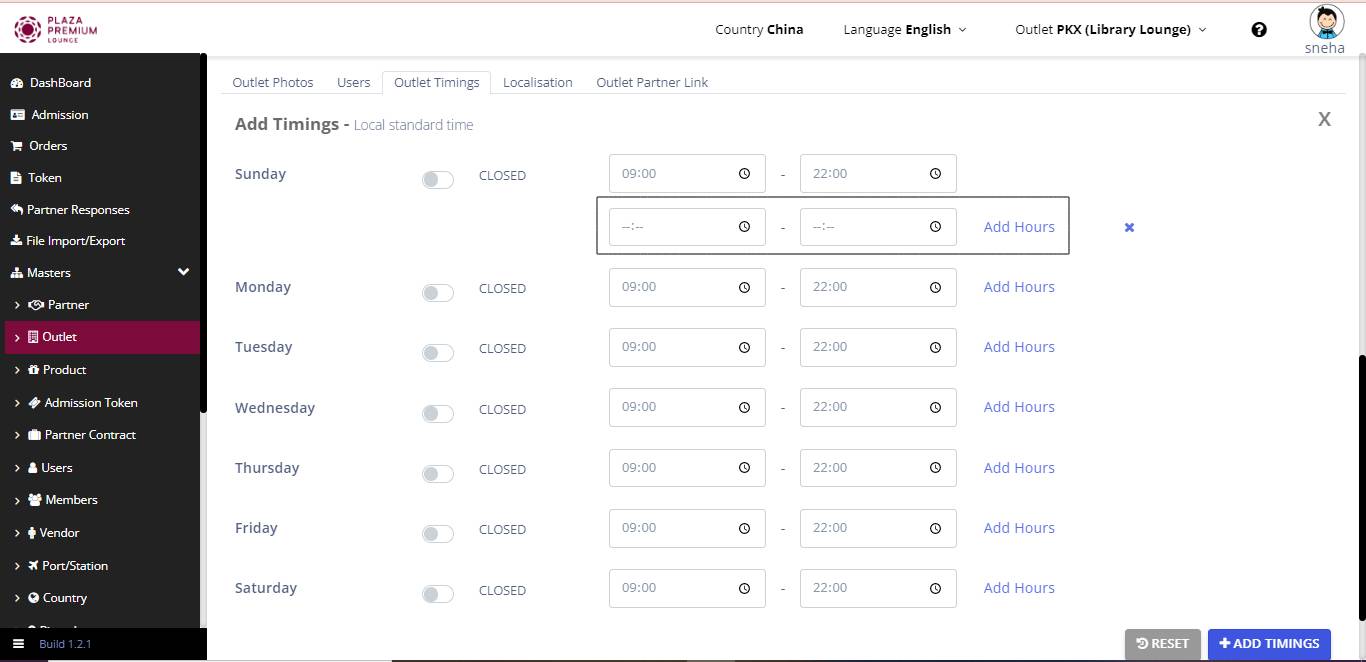 PLAZA
PREMIUM
LOUNGE
Country China
Language English
Outlet PKX (Library Lounge)
sneha
DashBoard
Admission
Orders
Token
Partner Responses
File Import/Export
Masters
Partner
Outlet
Product
Admission Token
Partner Contract
Users
Members
Vendor
Port/Station
Country
Build 1.2.1
Outlet Photos Users Outlet Timings Localisation Outlet Partner Link
Add Timings - Local standard time X
Sunday CLOSED 09:00 - 22:00
--:-- - --:-- Add Hours
Monday CLOSED 09:00 - 22:00 Add Hours
Tuesday CLOSED 09:00 - 22:00 Add Hours
Wednesday CLOSED 09:00 - 22:00 Add Hours
Thursday CLOSED 09:00 - 22:00 Add Hours
Friday CLOSED 09:00 - 22:00 Add Hours
Saturday CLOSED 09:00 - 22:00 Add Hours
RESET + ADD TIMINGS